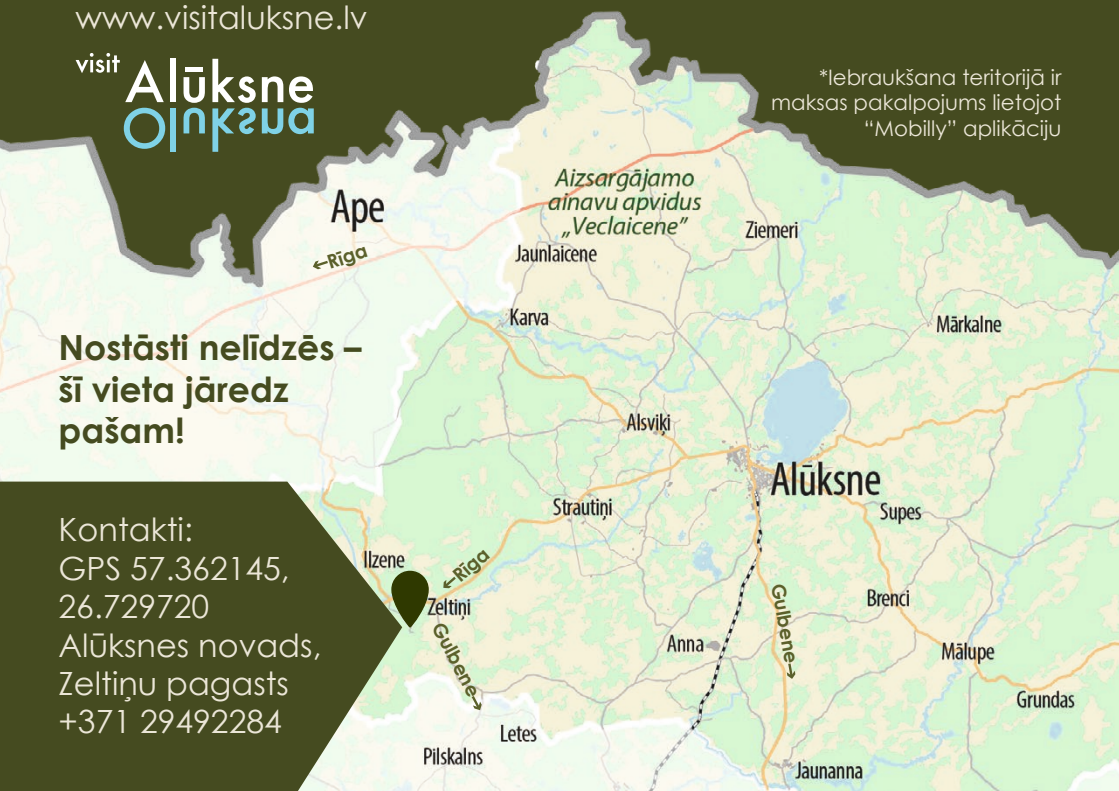 www.visitaluksne.lv
visit
Alūksne
Alūksne
*Iebraukšana teritorijā ir
maksas pakalpojums lietojot
“Mobilly” aplikāciju
Aizsargājamo
ainavu apvidus
„Veclaicene”
Ape
Ziemeri
←Rīga
Jaunlaicene
Karva
Mārkalne
Nostāsti nelīdzēs –
šī vieta jāredz
pašam!
Alsviķi
Alūksne
Strautiņi
Supes
Kontakti:
GPS 57.362145,
26.729720
Alūksnes novads,
Zeltiņu pagasts
+371 29492284
Ilzene
←Rīga
Zeltiņi
Gulbene→
Gulbene→
Brenci
Anna
Mālupe
Grundas
Letes
Pilskalns
Jaunanna